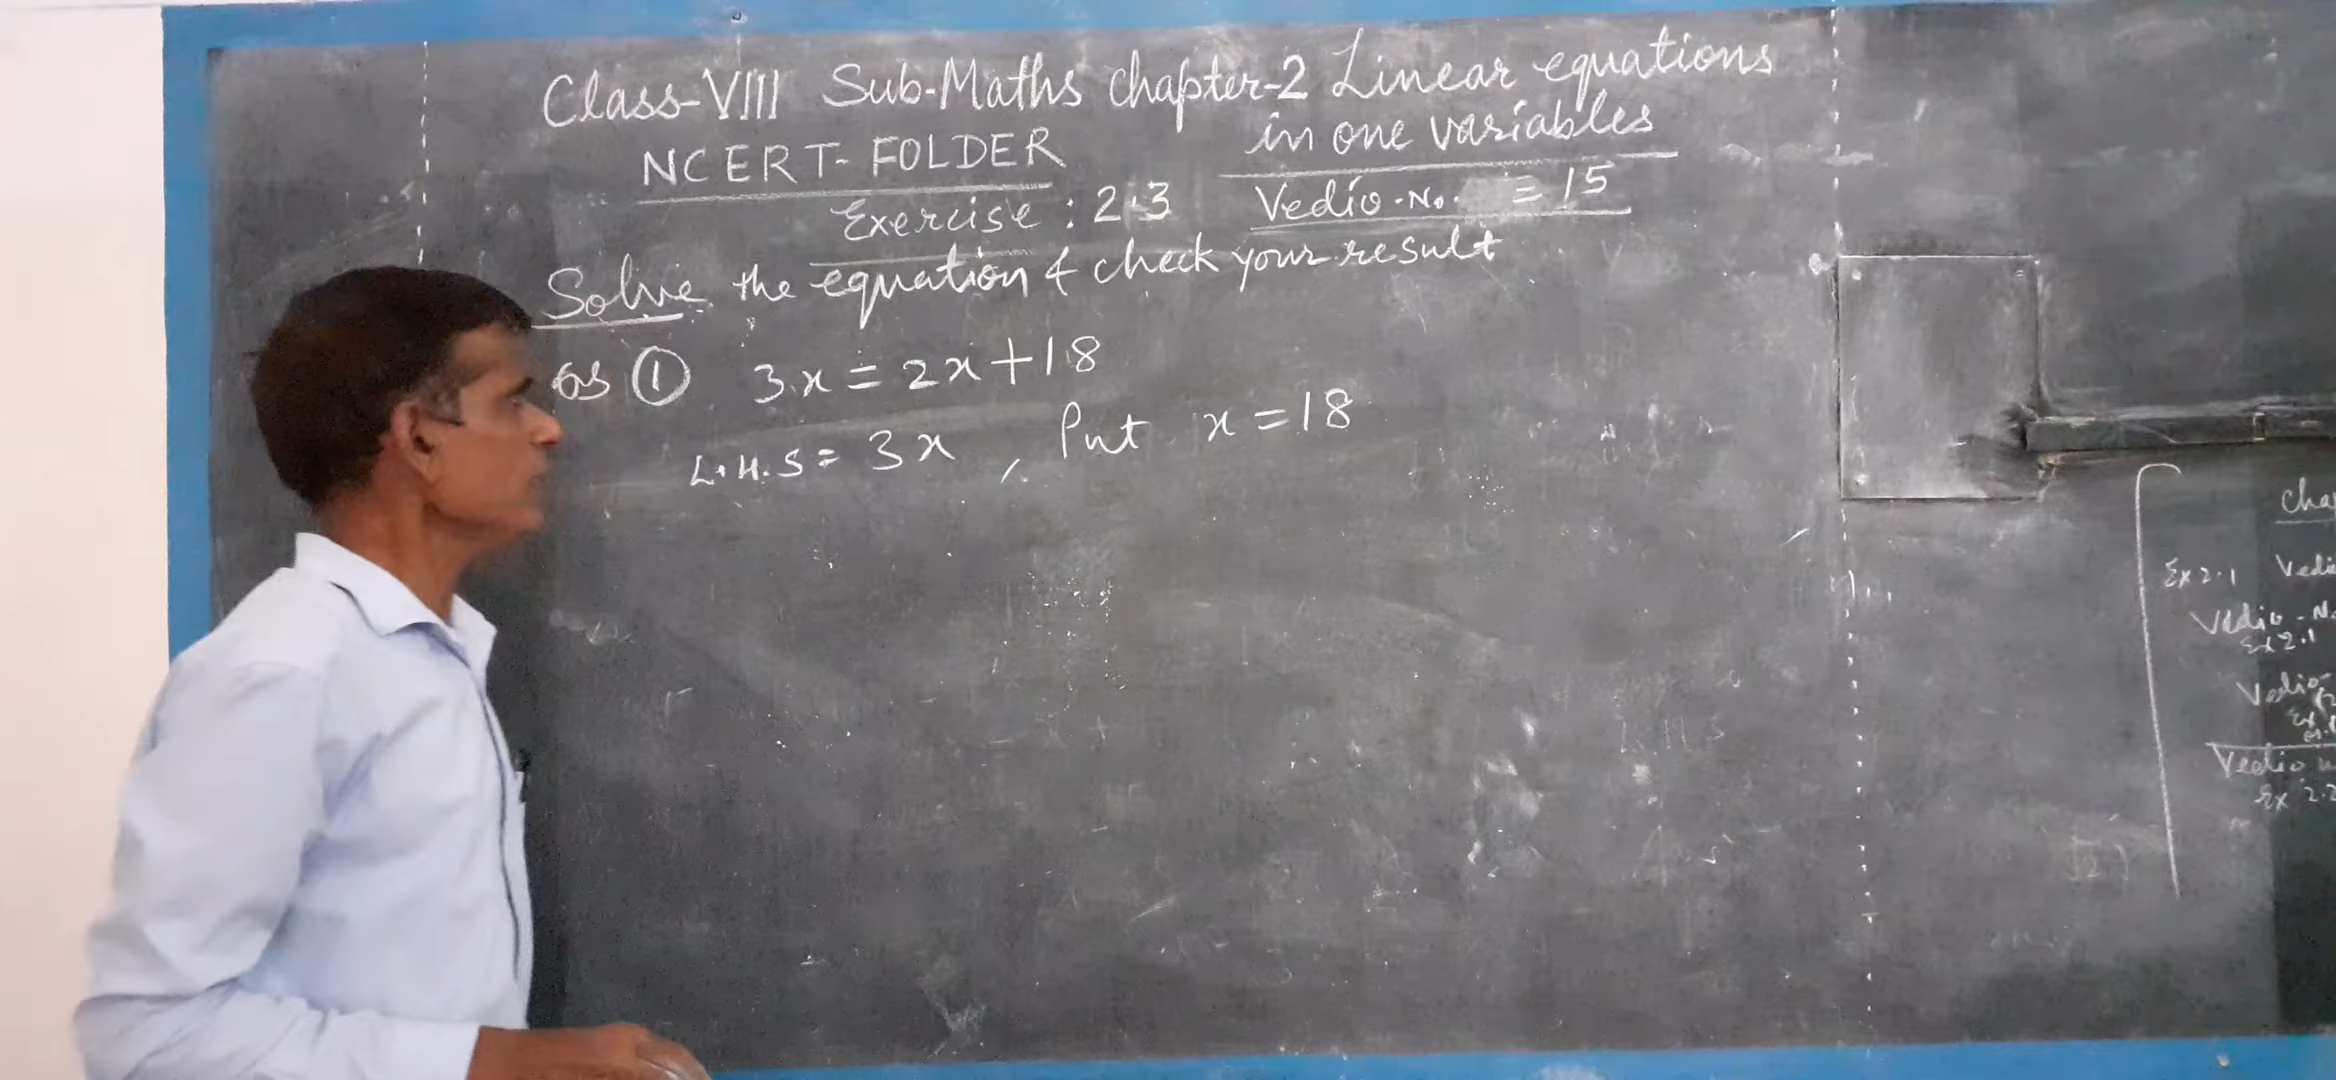 Class-VIII Sub-Maths chapter-2 Linear equations
in one variables
NCERT-FOLDER
Exercise : 2.3 Vedio.No. = 15
Solve the equation & check your result
Qs ① 3x = 2x+18
L.H.S = 3x , Put x = 18
Ex 2.1
Vedio - No
Ex 2.1
Vedio-
Vedio
Ex 2.2